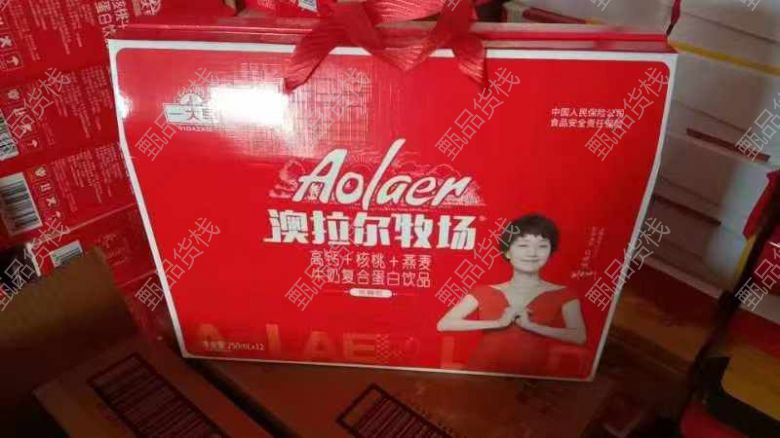 中国人民保险公司
食品安全责任保险
Aolaer
澳拉尔牧场
高钙+核桃+燕麦
牛奶复合蛋白饮品
250mL×12
甄品货栈